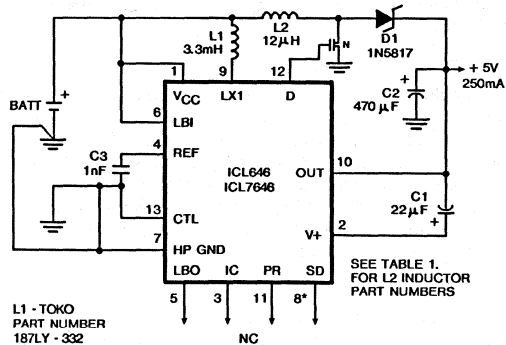 L1
3.3mH
L2
12µH
N
D1
1N5817
+ 5V
250mA
BATT
+
1
9
12
VCC
LX1
D
+
C2
470 µF
6
LBI
4
REF
C3
1nF
ICL646
ICL7646
OUT
10
C1
22µF
+
13
CTL
V+
2
7
HP GND
LBO
IC
PR
SD
5
3
11
8*
NC
SEE TABLE 1.
FOR L2 INDUCTOR
PART NUMBERS
L1 - TOKO
PART NUMBER
187LY - 332